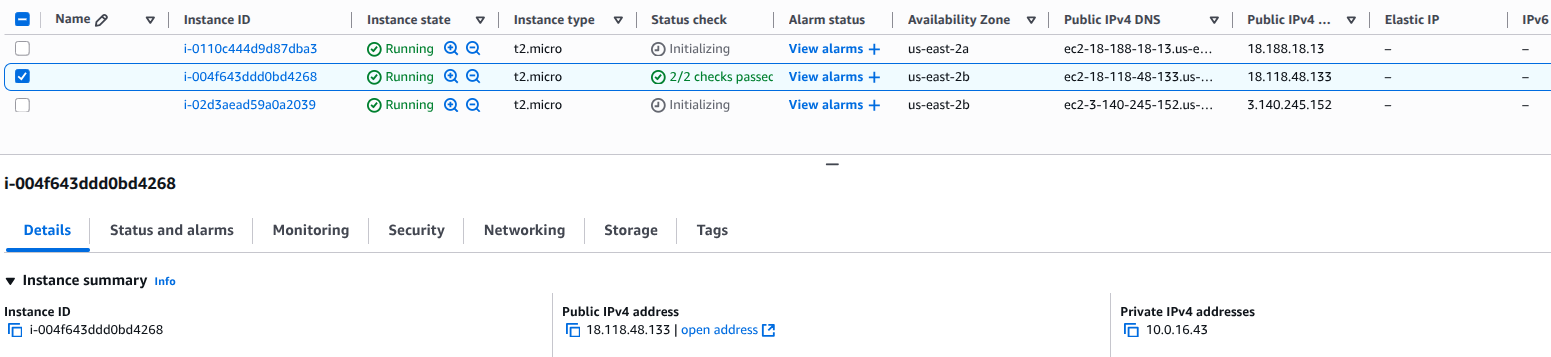 Name Instance ID Instance state Instance type Status check Alarm status Availability Zone Public IPv4 DNS Public IPv4 ... Elastic IP IPv6
i-0110c444d9d87dba3 Running t2.micro Initializing View alarms + us-east-2a ec2-18-188-18-13.us-e... 18.188.18.13 – –
i-004f643ddd0bd4268 Running t2.micro 2/2 checks passec View alarms + us-east-2b ec2-18-118-48-133.us-... 18.118.48.133 – –
i-02d3aead59a0a2039 Running t2.micro Initializing View alarms + us-east-2b ec2-3-140-245-152.us-... 3.140.245.152 – –
i-004f643ddd0bd4268
Details Status and alarms Monitoring Security Networking Storage Tags
Instance summary Info
Instance ID Public IPv4 address Private IPv4 addresses
i-004f643ddd0bd4268 18.118.48.133 | open address 10.0.16.43